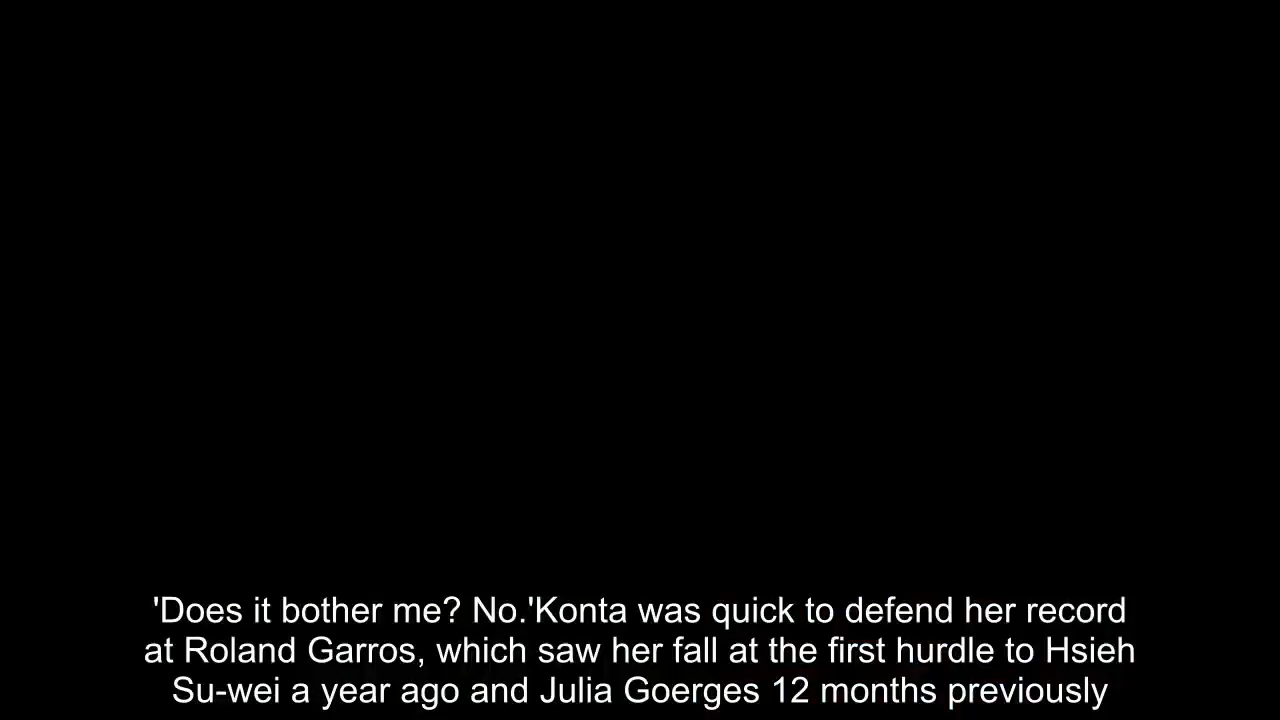 'Does it bother me? No.'Konta was quick to defend her record
at Roland Garros, which saw her fall at the first hurdle to Hsieh
Su-wei a year ago and Julia Goerges 12 months previously